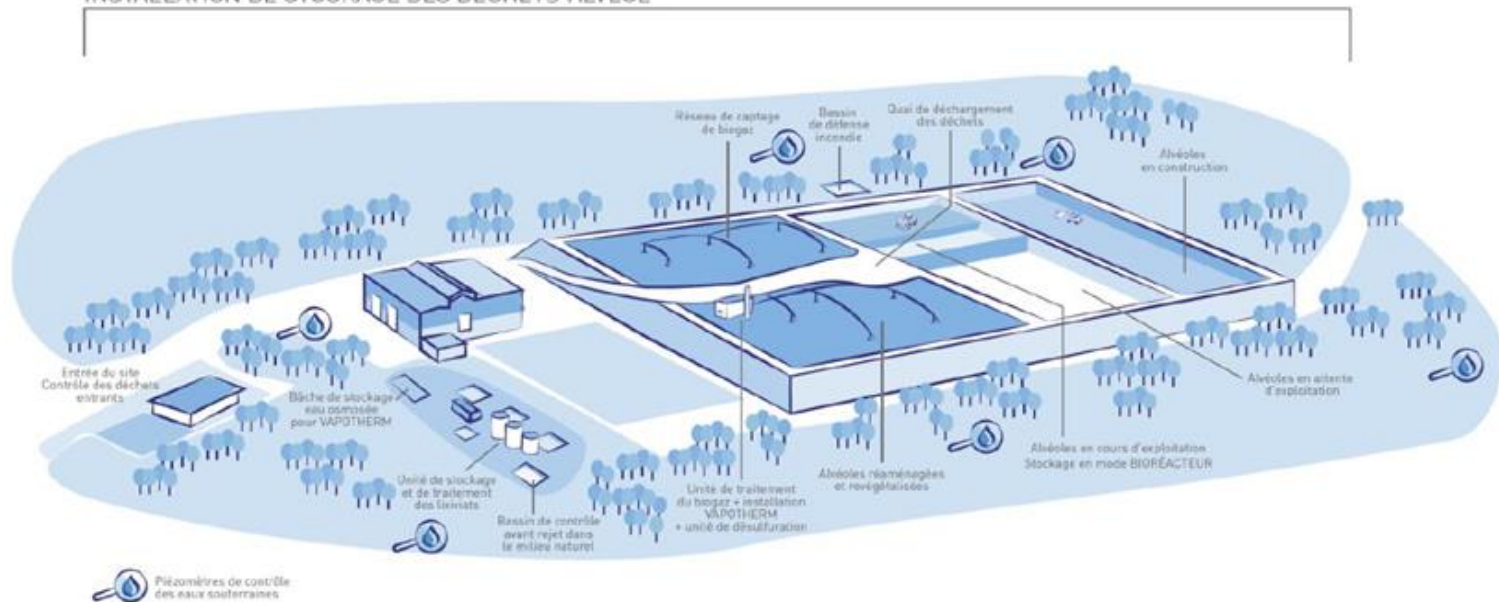 INSTALLATION DE STOCKAGE DES DÉCHETS ALVEOL
Réseau de captage
de biogaz
Bassin
de défense
incendie
Quai de déchargement
des déchets
Alvéoles
en construction
Entrée du site
Contrôle des déchets
entrants
Bâche de stockage
eau osmosée
pour VAPOTHERM
Unité de stockage
et de traitement
des lixiviats
Bassin de contrôle
avant rejet dans
le milieu naturel
Unité de traitement
du biogaz + installation
VAPOTHERM
+ unité de désulfuration
Alvéoles réaménagées
et revégétalisées
Alvéoles en cours d'exploitation
Stockage en mode BIORÉACTEUR
Alvéoles en attente
d'exploitation
Piézomètres de contrôle
des eaux souterraines